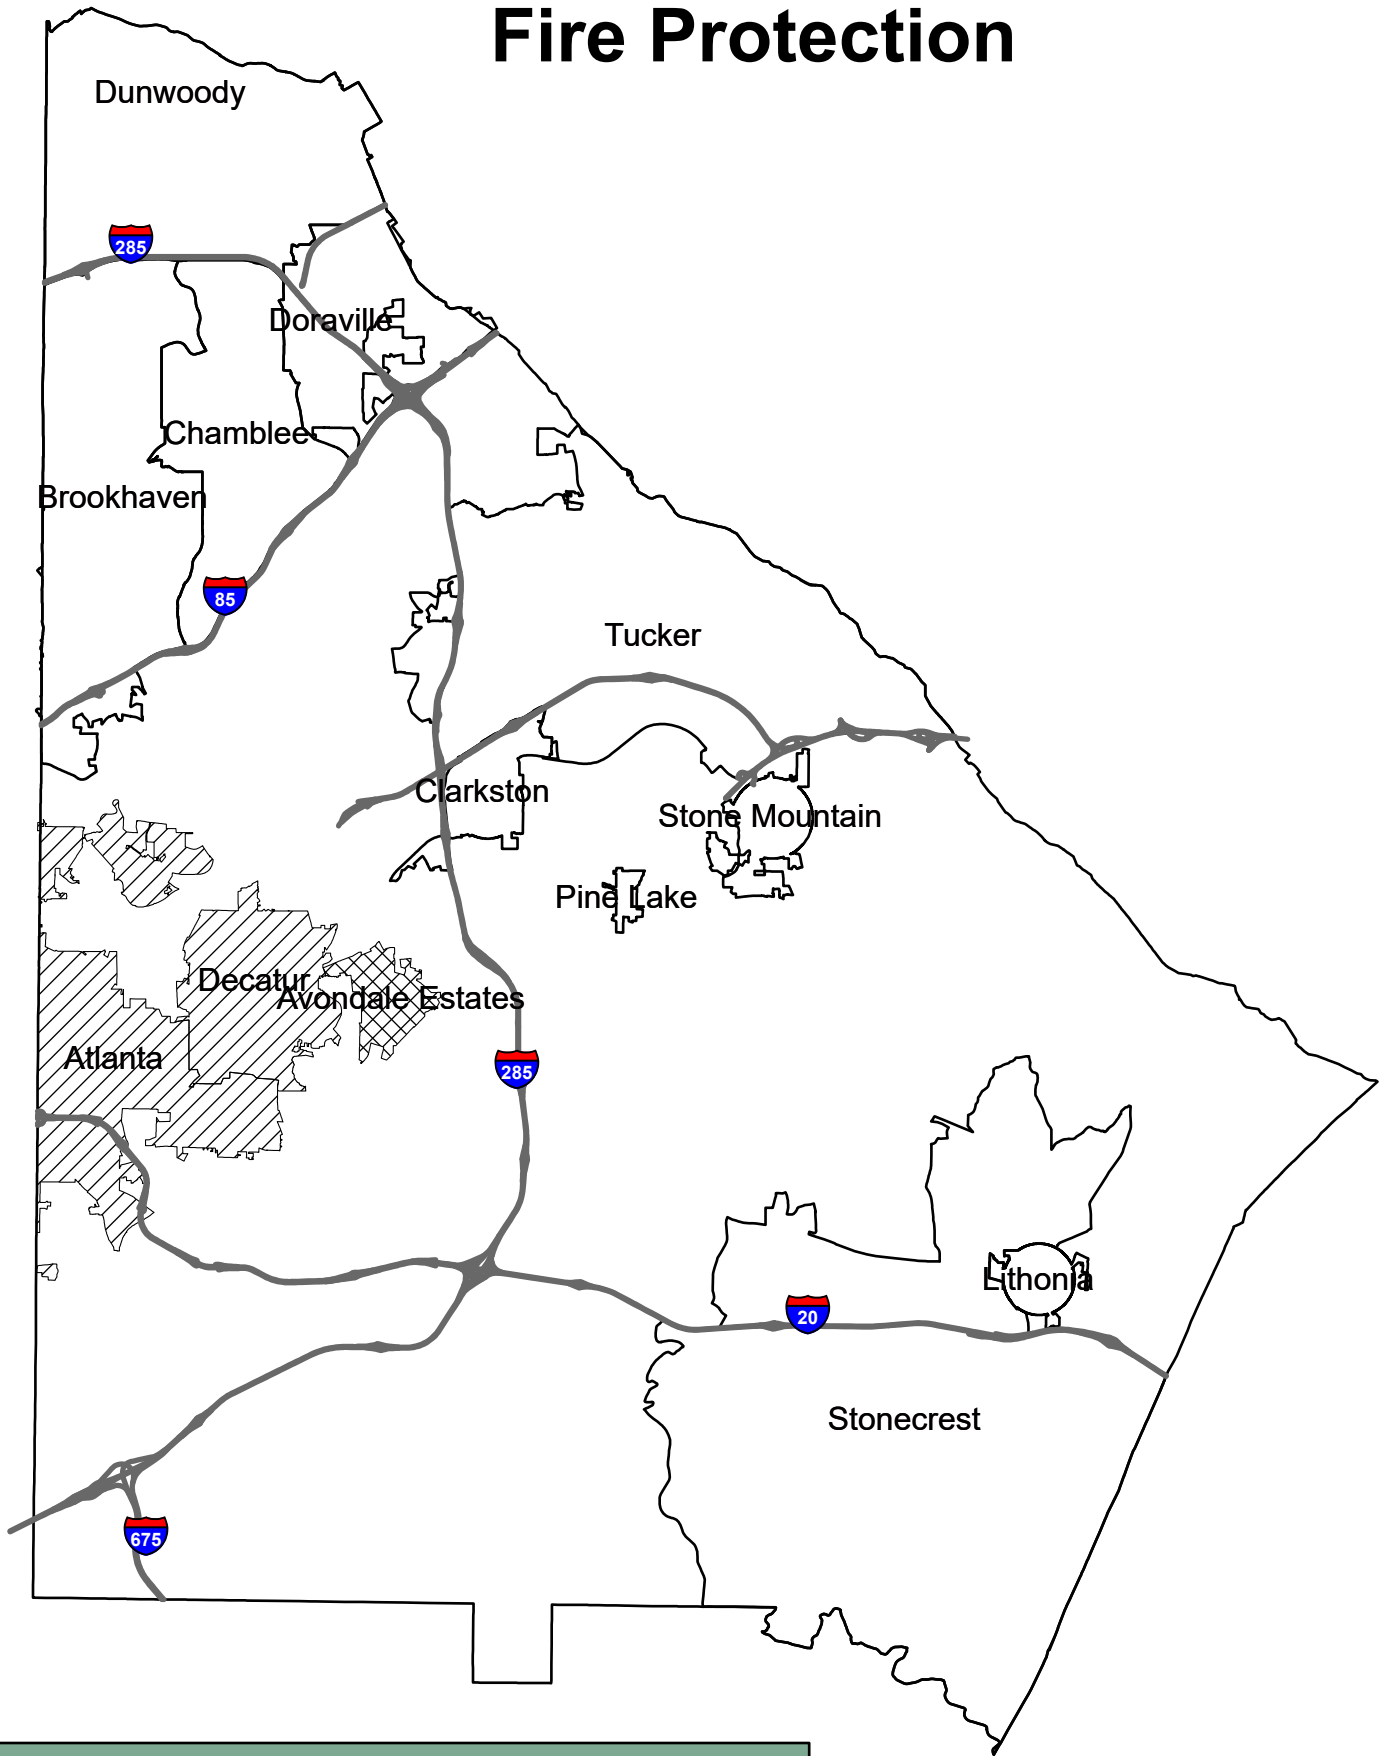 Fire Protection
Dunwoody
285
Doraville
Chamblee
Brookhaven
85
Tucker
Clarkston
Stone Mountain
Pine Lake
Decatur
Avondale Estates
Atlanta
285
Lithonia
20
Stonecrest
675